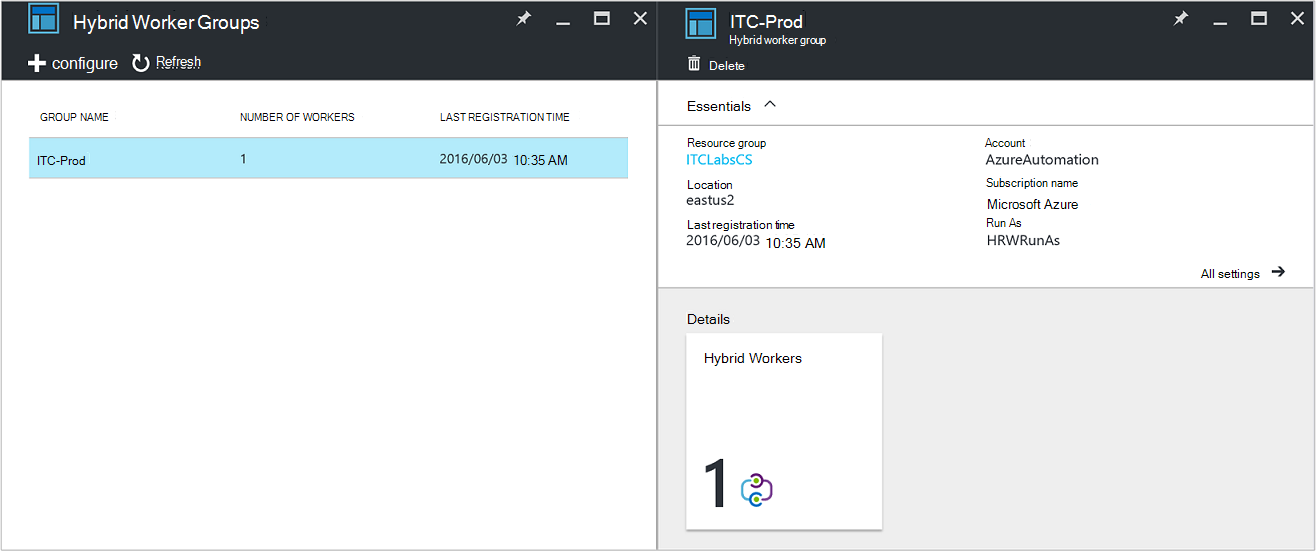 Hybrid Worker Groups
configure Refresh
GROUP NAME NUMBER OF WORKERS LAST REGISTRATION TIME
ITC-Prod 1 2016/06/03 10:35 AM
ITC-Prod
Hybrid worker group
Delete
Essentials
Resource group
ITCLabsCS
Location
eastus2
Last registration time
2016/06/03 10:35 AM
Account
AzureAutomation
Subscription name
Microsoft Azure
Run As
HRWRunAs
All settings
Details
Hybrid Workers
1